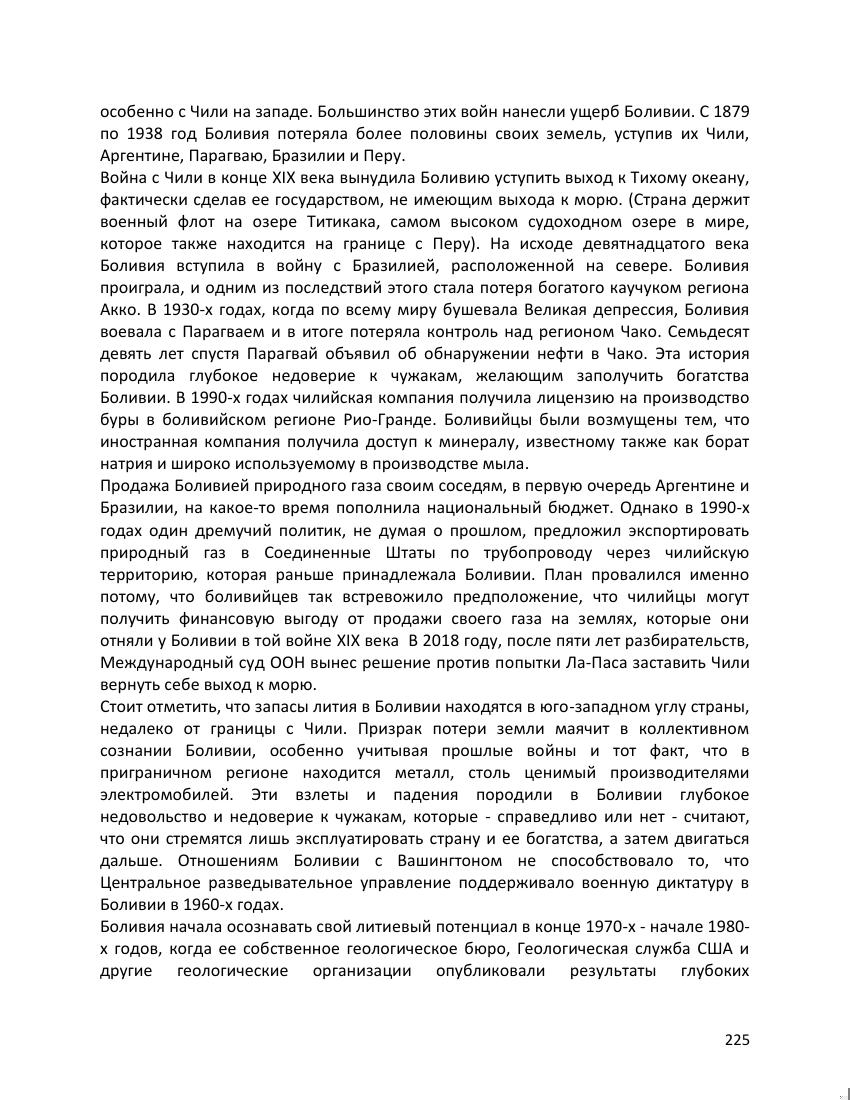 особенно с Чили на западе. Большинство этих войн нанесли ущерб Боливии. С 1879
по 1938 год Боливия потеряла более половины своих земель, уступив их Чили,
Аргентине, Парагваю, Бразилии и Перу.
Война с Чили в конце XIX века вынудила Боливию уступить выход к Тихому океану,
фактически сделав ее государством, не имеющим выхода к морю. (Страна держит
военный флот на озере Титикака, самом высоком судоходном озере в мире,
которое также находится на границе с Перу). На исходе девятнадцатого века
Боливия вступила в войну с Бразилией, расположенной на севере. Боливия
проиграла, и одним из последствий этого стала потеря богатого каучуком региона
Акко. В 1930-х годах, когда по всему миру бушевала Великая депрессия, Боливия
воевала с Парагваем и в итоге потеряла контроль над регионом Чако. Семьдесят
девять лет спустя Парагвай объявил об обнаружении нефти в Чако. Эта история
породила глубокое недоверие к чужакам, желающим заполучить богатства
Боливии. В 1990-х годах чилийская компания получила лицензию на производство
буры в боливийском регионе Рио-Гранде. Боливийцы были возмущены тем, что
иностранная компания получила доступ к минералу, известному также как борат
натрия и широко используемому в производстве мыла.
Продажа Боливией природного газа своим соседям, в первую очередь Аргентине и
Бразилии, на какое-то время пополнила национальный бюджет. Однако в 1990-х
годах один дремучий политик, не думая о прошлом, предложил экспортировать
природный газ в Соединенные Штаты по трубопроводу через чилийскую
территорию, которая раньше принадлежала Боливии. План провалился именно
потому, что боливийцев так встревожило предположение, что чилийцы могут
получить финансовую выгоду от продажи своего газа на землях, которые они
отняли у Боливии в той войне XIX века  В 2018 году, после пяти лет разбирательств,
Международный суд ООН вынес решение против попытки Ла-Паса заставить Чили
вернуть себе выход к морю.
Стоит отметить, что запасы лития в Боливии находятся в юго-западном углу страны,
недалеко от границы с Чили. Призрак потери земли маячит в коллективном
сознании Боливии, особенно учитывая прошлые войны и тот факт, что в
приграничном регионе находится металл, столь ценимый производителями
электромобилей. Эти взлеты и падения породили в Боливии глубокое
недовольство и недоверие к чужакам, которые - справедливо или нет - считают,
что они стремятся лишь эксплуатировать страну и ее богатства, а затем двигаться
дальше. Отношениям Боливии с Вашингтоном не способствовало то, что
Центральное разведывательное управление поддерживало военную диктатуру в
Боливии в 1960-х годах.
Боливия начала осознавать свой литиевый потенциал в конце 1970-х - начале 1980-
х годов, когда ее собственное геологическое бюро, Геологическая служба США и
другие геологические организации опубликовали результаты глубоких
225